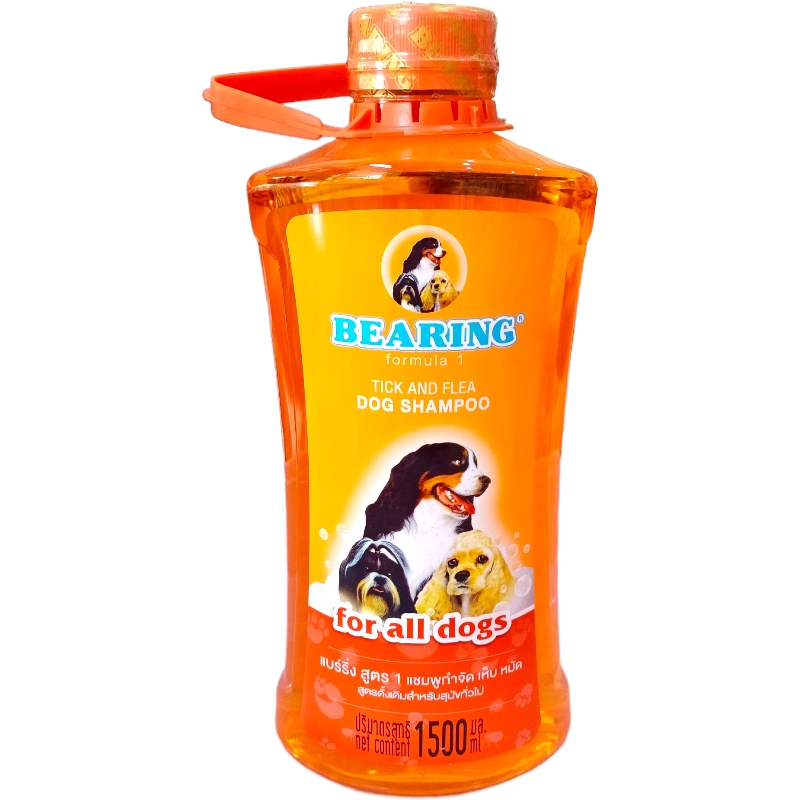 BEARING®
formula 1
TICK AND FLEA
DOG SHAMPOO
for all dogs
แบร์ริ่ง สูตร 1 แชมพูกำจัด เห็บ หมัด
สูตรดั้งเดิมสำหรับสุนัขทั่วไป
ปริมาตรสุทธิ 1500 มล.
net content ml